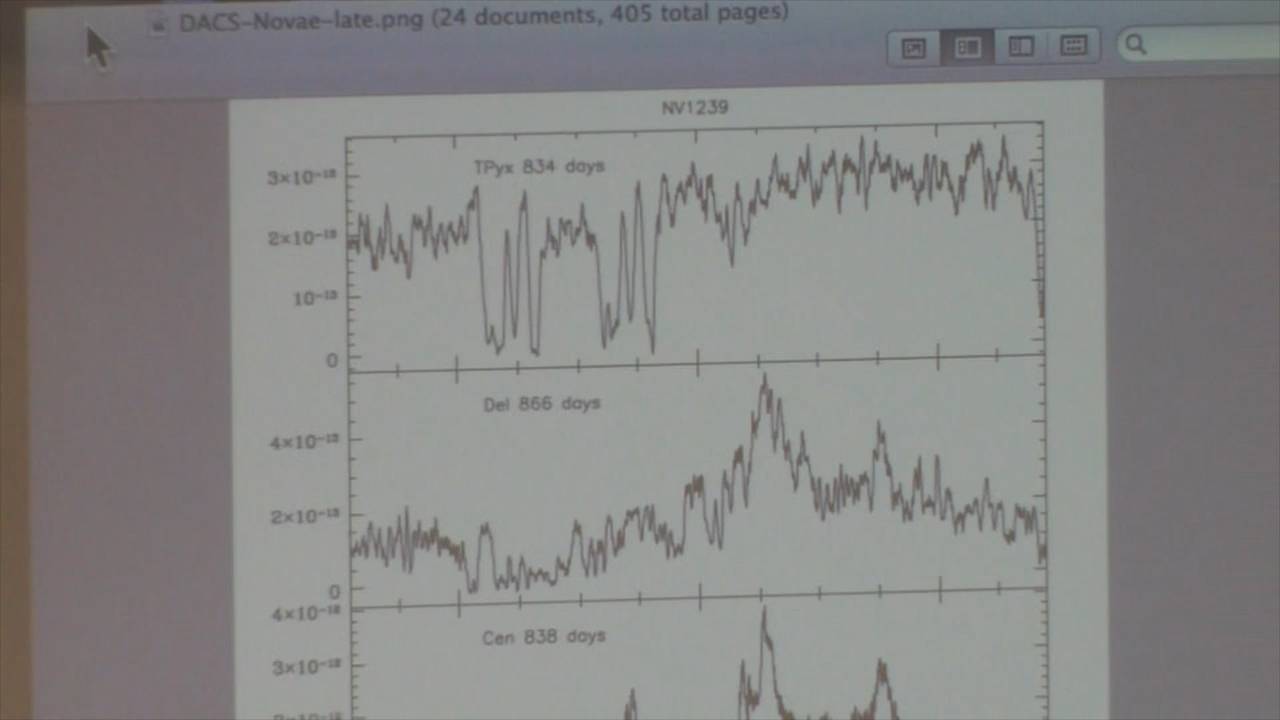 DACS-Novae-late.png (24 documents, 405 total pages)
NV1239
TPyx 834 days
3×10⁻¹³
2×10⁻¹³
10⁻¹³
0
Del 866 days
4×10⁻¹³
2×10⁻¹³
0
4×10⁻¹³
Cen 838 days
3×10⁻¹³